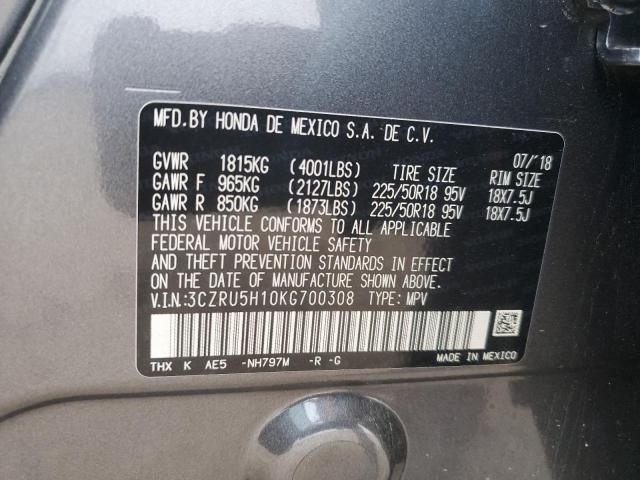 MFD.BY HONDA DE MEXICO S.A. DE C.V.
07/'18
GVWR 1815KG (4001LBS) TIRE SIZE RIM SIZE
GAWR F 965KG (2127LBS) 225/50R18 95V 18X7.5J
GAWR R 850KG (1873LBS) 225/50R18 95V 18X7.5J
THIS VEHICLE CONFORMS TO ALL APPLICABLE
FEDERAL MOTOR VEHICLE SAFETY
AND THEFT PREVENTION STANDARDS IN EFFECT
ON THE DATE OF MANUFACTURE SHOWN ABOVE.
V.I.N.:3CZRU5H10KG700308 TYPE: MPV
THX K AE5 -NH797M -R -G MADE IN MEXICO